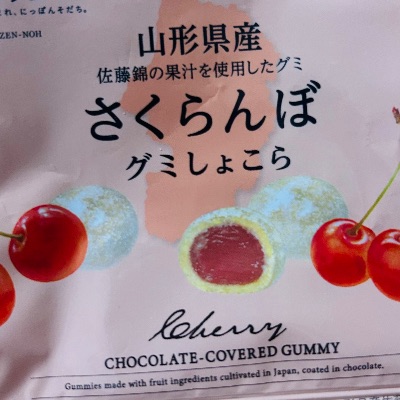 れ、にっぽんそだち。
ZEN-NOH
山形県産
佐藤錦の果汁を使用したグミ
さくらんぼ
グミしょこら
Cherry
CHOCOLATE-COVERED GUMMY
Gummies made with fruit ingredients cultivated in Japan, coated in chocolate.